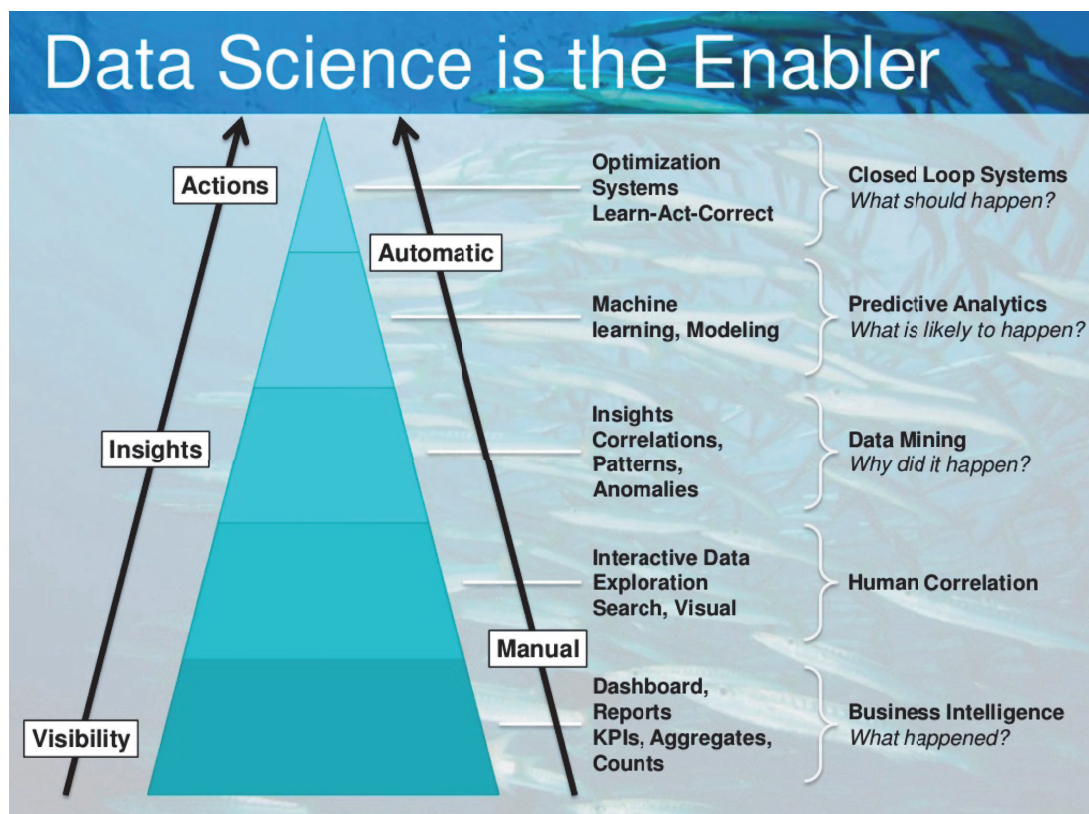 Data Science is the Enabler
Actions
Automatic
Insights
Manual
Visibility
Optimization
Systems
Learn-Act-Correct
Closed Loop Systems
What should happen?
Machine
learning, Modeling
Predictive Analytics
What is likely to happen?
Insights
Correlations,
Patterns,
Anomalies
Data Mining
Why did it happen?
Interactive Data
Exploration
Search, Visual
Human Correlation
Dashboard,
Reports
KPIs, Aggregates,
Counts
Business Intelligence
What happened?